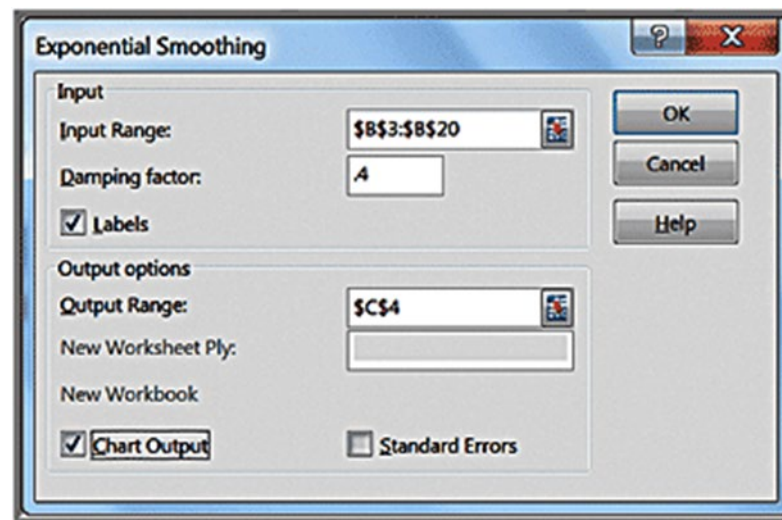 Exponential Smoothing
Input
Input Range:
$B$3:$B$20
Damping factor:
.4
Labels
Output options
Output Range:
$C$4
New Worksheet Ply:
New Workbook
Chart Output
Standard Errors
OK
Cancel
Help
?
X